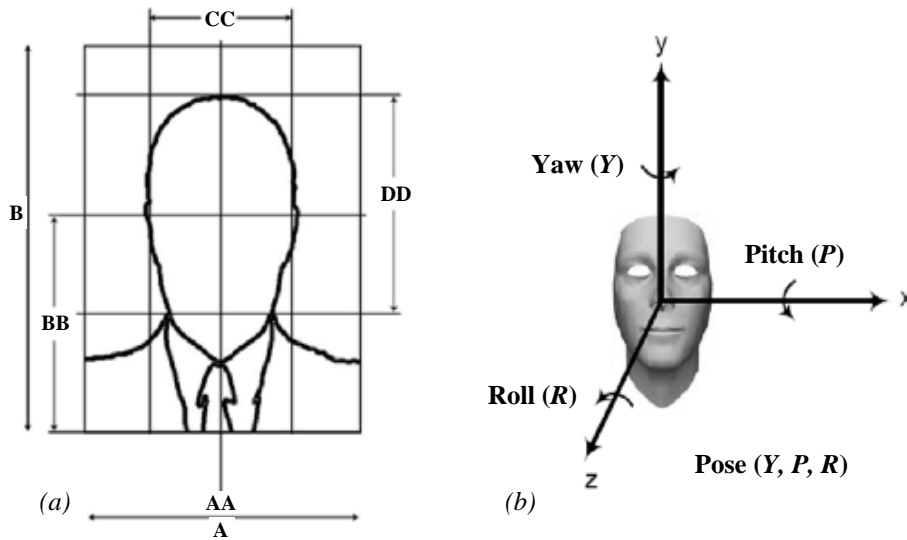 CC
y
Yaw (Y)
DD
B
Pitch (P)
x
BB
Roll (R)
z
Pose (Y, P, R)
(a)
AA
A
(b)